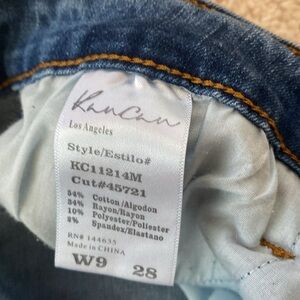 KanCan
Los Angeles
Style/Estilo#
KC11214M
Cut#45721
54% Cotton/Algodon
34% Rayon/Rayon
10% Polyester/Poliester
2% Spandex/Elastano
RN# 144635
Made in CHINA
W9 28